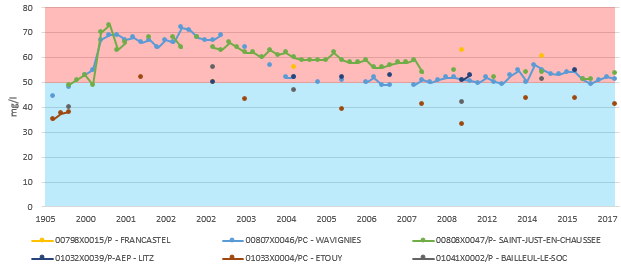 80
70
60
50
40
30
20
10
0
mg/l
1905 2000 2001 2002 2002 2003 2004 2005 2006 2006 2007 2008 2012 2014 2015 2017
00798X0015/P - FRANCASTEL 00807X0046/PC - WAVIGNIES 00808X0047/P- SAINT-JUST-EN-CHAUSSEE
01032X0039/P-AEP - LITZ 01033X0004/PC - ETOUY 01041X0002/P - BAILLEUL-LE-SOC